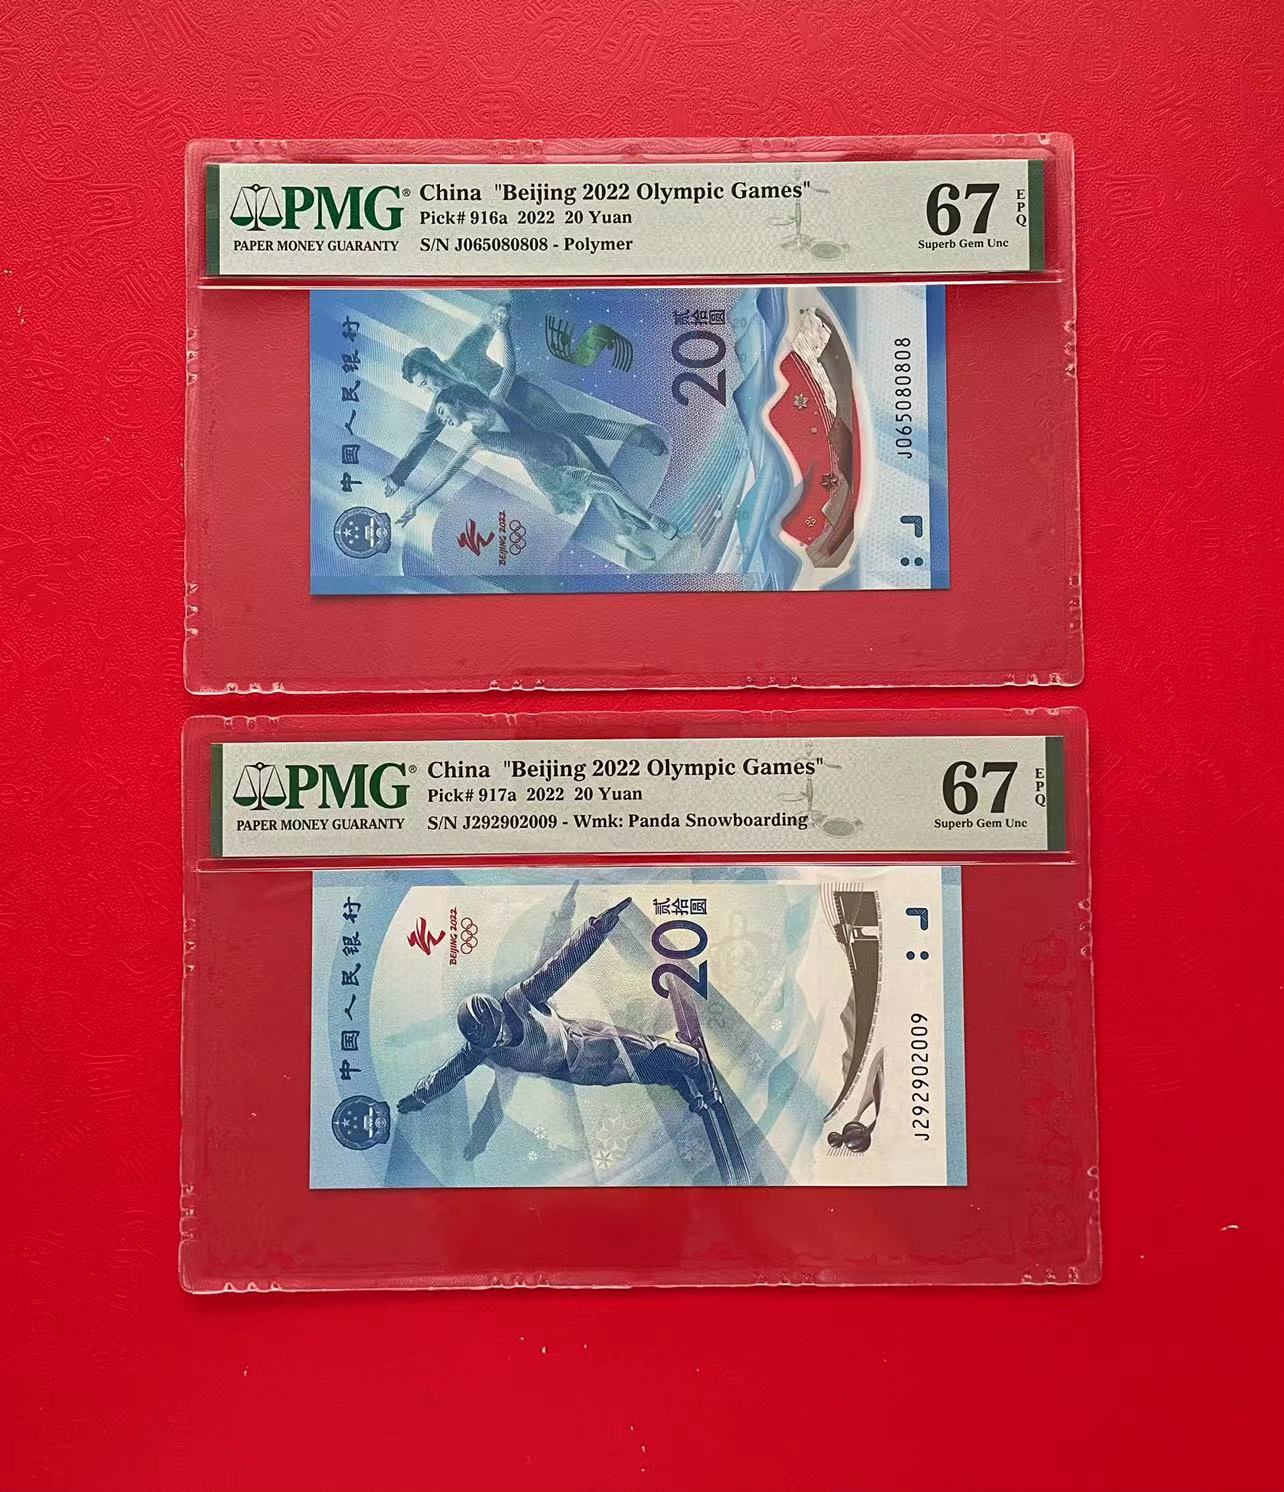 PMG®
PAPER MONEY GUARANTY
China "Beijing 2022 Olympic Games"
Pick# 916a 2022 20 Yuan
S/N J065080808 - Polymer
67
EPQ
Superb Gem Unc
中国人民银行
BEIJING 2022
贰拾圆
20
J065080808
PMG®
PAPER MONEY GUARANTY
China "Beijing 2022 Olympic Games"
Pick# 917a 2022 20 Yuan
S/N J292902009 - Wmk: Panda Snowboarding
67
EPQ
Superb Gem Unc
中国人民银行
BEIJING 2022
贰拾圆
20
J292902009